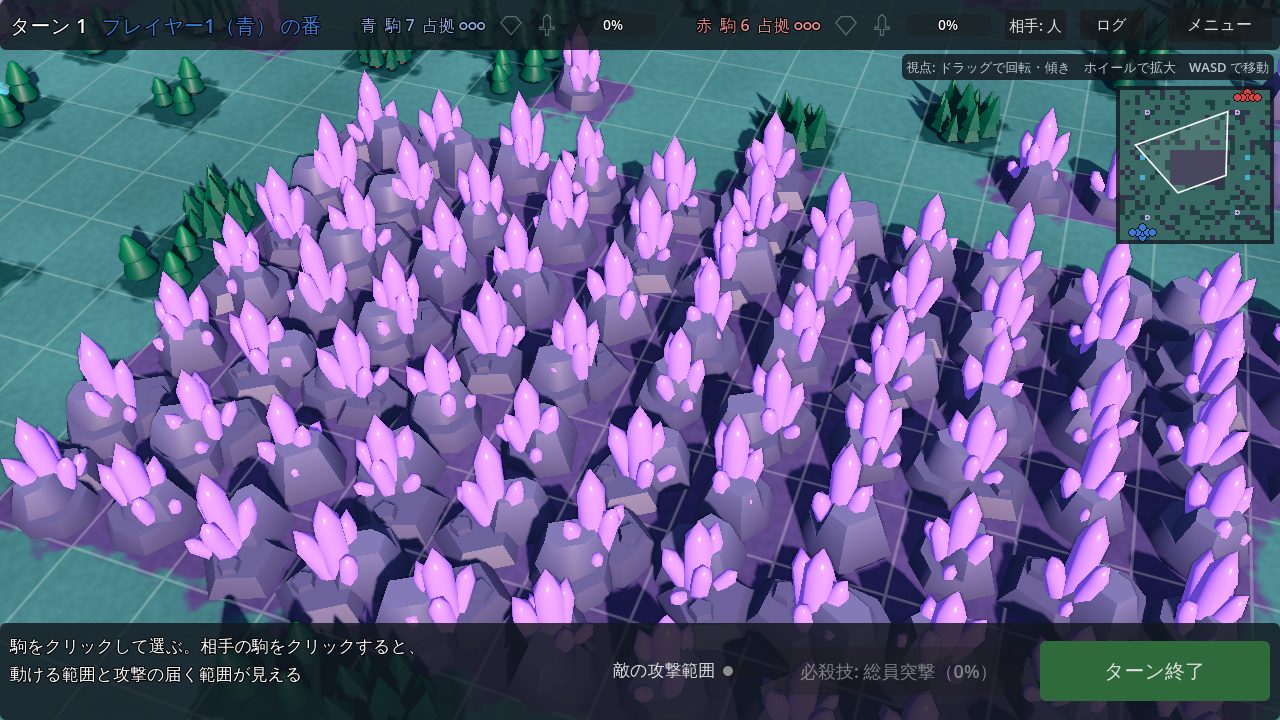 ターン 1 プレイヤー1（青） の番 青 駒 7 占拠 0% 赤 駒 6 占拠 0% 相手: 人 ログ メニュー
視点: ドラッグで回転・傾き ホイールで拡大 WASD で移動
駒をクリックして選ぶ。相手の駒をクリックすると、
動ける範囲と攻撃の届く範囲が見える
敵の攻撃範囲
必殺技: 総員突撃（0%）
ターン終了